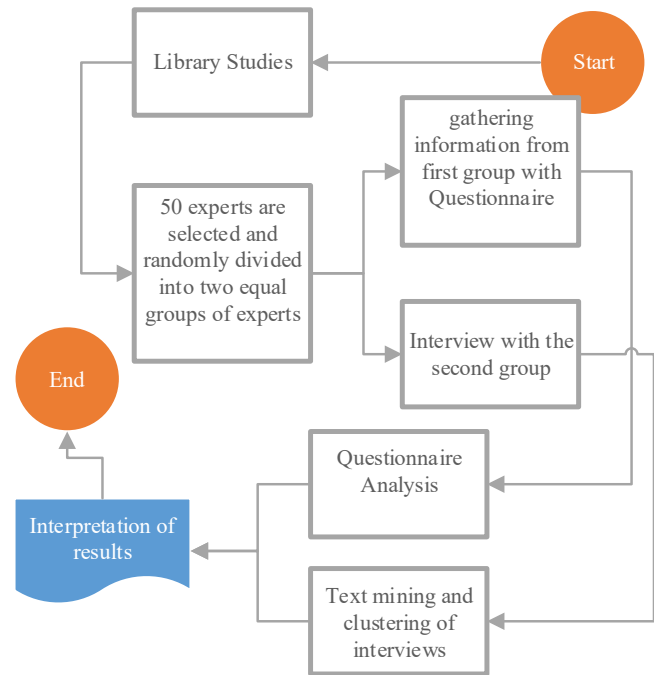 Start
Library Studies
gathering
information from
first group with
Questionnaire
50 experts are
selected and
randomly divided
into two equal
groups of experts
Interview with the
second group
End
Questionnaire
Analysis
Interpretation of
results
Text mining and
clustering of
interviews